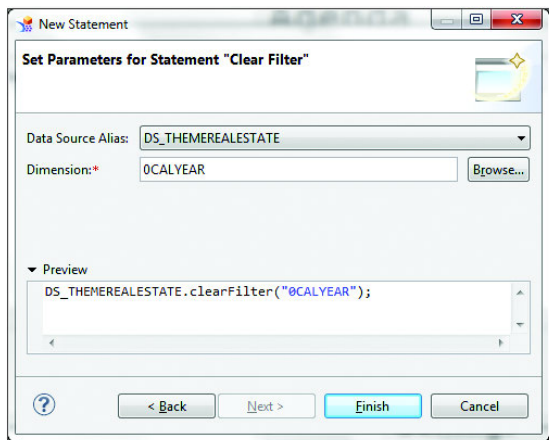 Agenda
New Statement
Set Parameters for Statement "Clear Filter"
Data Source Alias: DS_THEMEREALESTATE
Dimension:* 0CALYEAR Browse...
Preview
DS_THEMEREALESTATE.clearFilter("0CALYEAR");
< Back Next > Finish Cancel